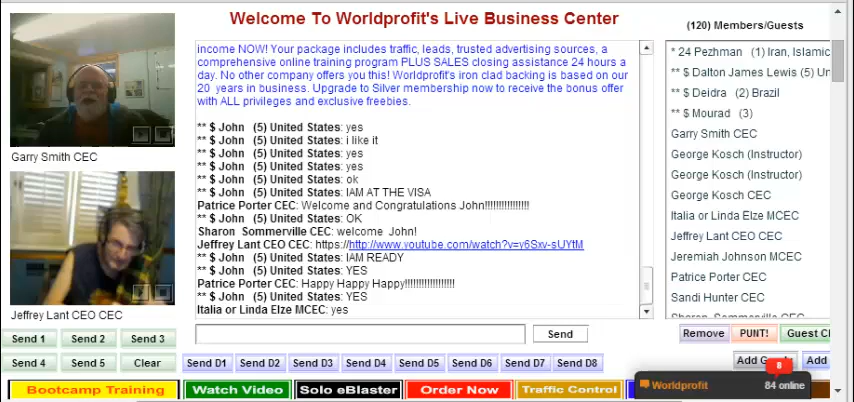 Welcome To Worldprofit's Live Business Center
Garry Smith CEC
Jeffrey Lant CEO CEC
Send 1 Send 2 Send 3
Send 4 Send 5 Clear
income NOW! Your package includes traffic, leads, trusted advertising sources, a
comprehensive online training program PLUS SALES closing assistance 24 hours a
day. No other company offers you this! Worldprofit's iron clad backing is based on our
20 years in business. Upgrade to Silver membership now to receive the bonus offer
with ALL privileges and exclusive freebies.
** $ John (5) United States: yes
** $ John (5) United States: i like it
** $ John (5) United States: yes
** $ John (5) United States: yes
** $ John (5) United States: ok
** $ John (5) United States: IAM AT THE VISA
Patrice Porter CEC: Welcome and Congratulations John!!!!!!!!!!!!!!!!
** $ John (5) United States: OK
Sharon Sommerville CEC: welcome John!
Jeffrey Lant CEO CEC: https://http://www.youtube.com/watch?v=y6Sxv-sUYtM
** $ John (5) United States: IAM READY
** $ John (5) United States: YES
Patrice Porter CEC: Happy Happy Happy!!!!!!!!!!!!!!!!!!!
** $ John (5) United States: YES
Italia or Linda Elze MCEC: yes
Send
Send D1 Send D2 Send D3 Send D4 Send D5 Send D6 Send D7 Send D8
(120) Members/Guests
* 24 Pezhman (1) Iran, Islamic
** $ Dalton James Lewis (5) Un
** $ Deidra (2) Brazil
** $ Mourad (3)
Garry Smith CEC
George Kosch (Instructor)
George Kosch (Instructor)
George Kosch CEC
Italia or Linda Elze MCEC
Jeffrey Lant CEO CEC
Jeremiah Johnson MCEC
Patrice Porter CEC
Sandi Hunter CEC
Sharon Sommerville CEC
Remove PUNT! Guest Cl
Add Add
8
Worldprofit 84 online
Bootcamp Training Watch Video Solo eBlaster Order Now Traffic Control